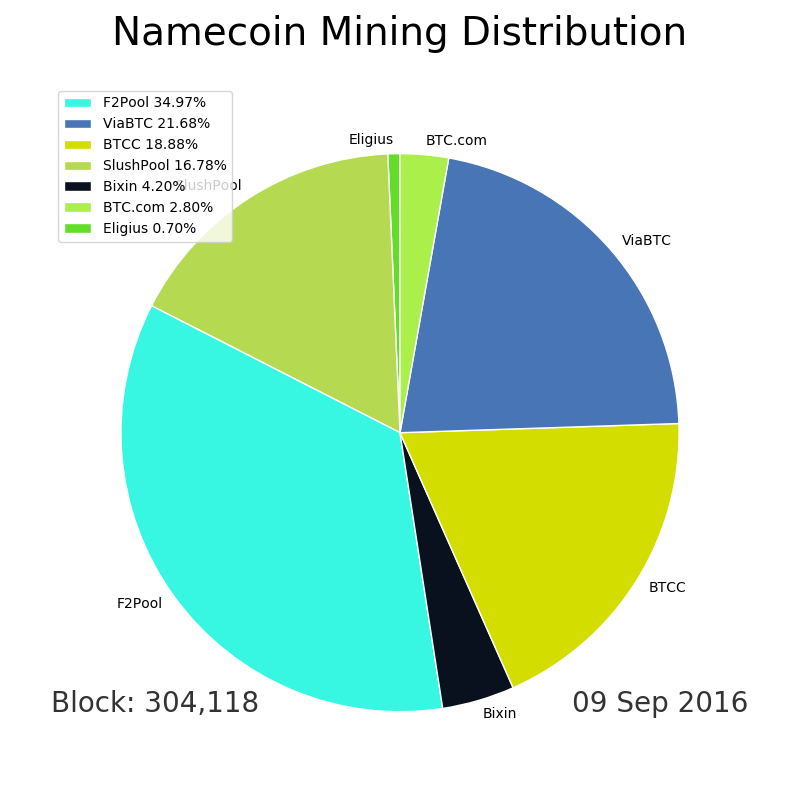 Namecoin Mining Distribution
F2Pool 34.97%
ViaBTC 21.68%
BTCC 18.88%
SlushPool 16.78%
Bixin 4.20%
BTC.com 2.80%
Eligius 0.70%
Eligius
BTC.com
SlushPool
ViaBTC
BTCC
F2Pool
Block: 304,118
09 Sep 2016
Bixin